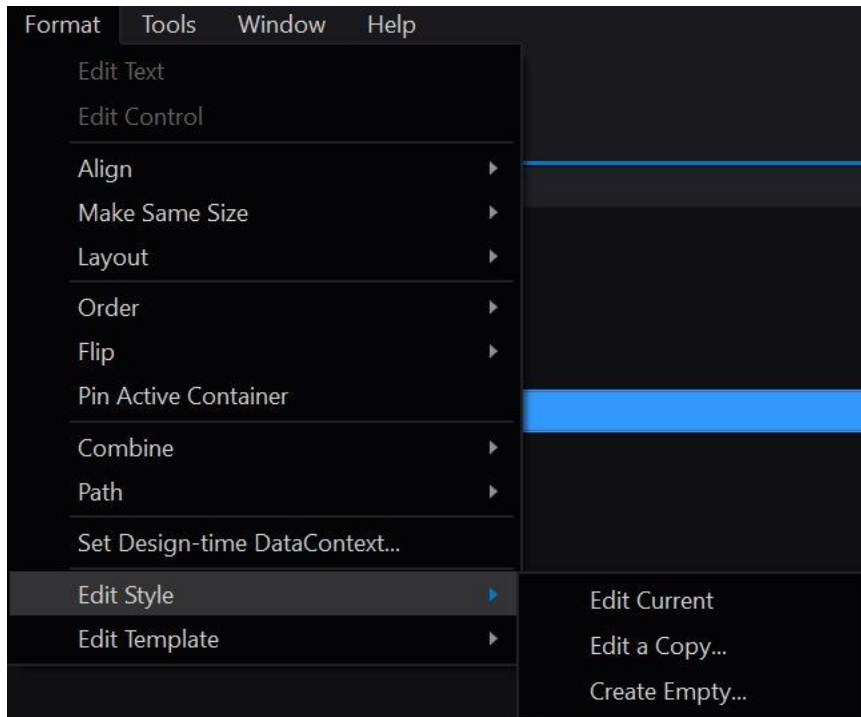 Format Tools Window Help
Edit Text
Edit Control
Align
Make Same Size
Layout
Order
Flip
Pin Active Container
Combine
Path
Set Design-time DataContext...
Edit Style
Edit Template
Edit Current
Edit a Copy...
Create Empty...